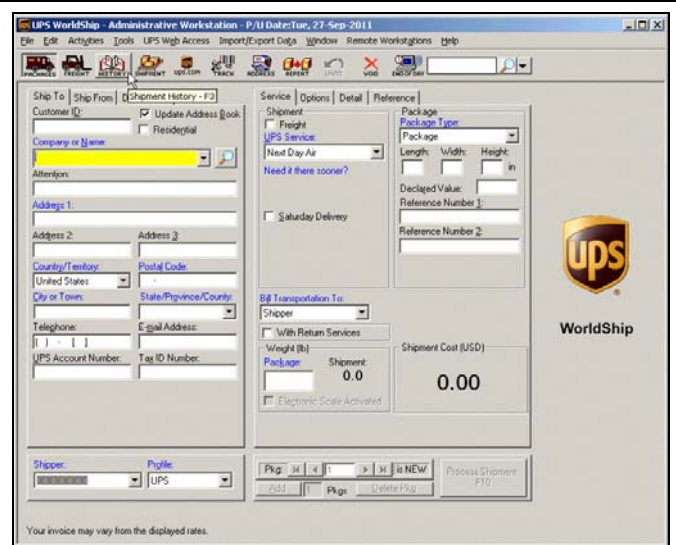 UPS WorldShip - Administrative Workstation - P/U Date:Tue, 27-Sep-2011
File Edit Activities Tools UPS Web Access Import/Export Data Window Remote Workstations Help
PACKAGES FREIGHT HISTORY SHIPMENT ups.com TRACK ADDRESS REPEAT UNDO VOID END OF DAY
Ship To Ship From D Shipment History - F3
Customer ID:
Update Address Book
Residential
Company or Name:
Attention:
Address 1:
Address 2: Address 3:
Country/Territory: Postal Code:
United States -
City or Town: State/Province/County:
Telephone: E-mail Address:
( ) - [ ]
UPS Account Number: Tax ID Number:
Shipper: Profile:
UPS
Service Options Detail Reference
Shipment
Freight
UPS Service:
Next Day Air
Need it there sooner?
Saturday Delivery
Bill Transportation To:
Shipper
With Return Services
Weight (lb)
Package Shipment:
0.0
Electronic Scale Activated
Package
Package Type:
Package
Length: Width: Height:
in
Declared Value:
Reference Number 1:
Reference Number 2:
Shipment Cost (USD)
0.00
Pkg: 1 is NEW
Add 1 Pkgs Delete Pkg
Process Shipment
F10
ups
WorldShip
Your invoice may vary from the displayed rates.